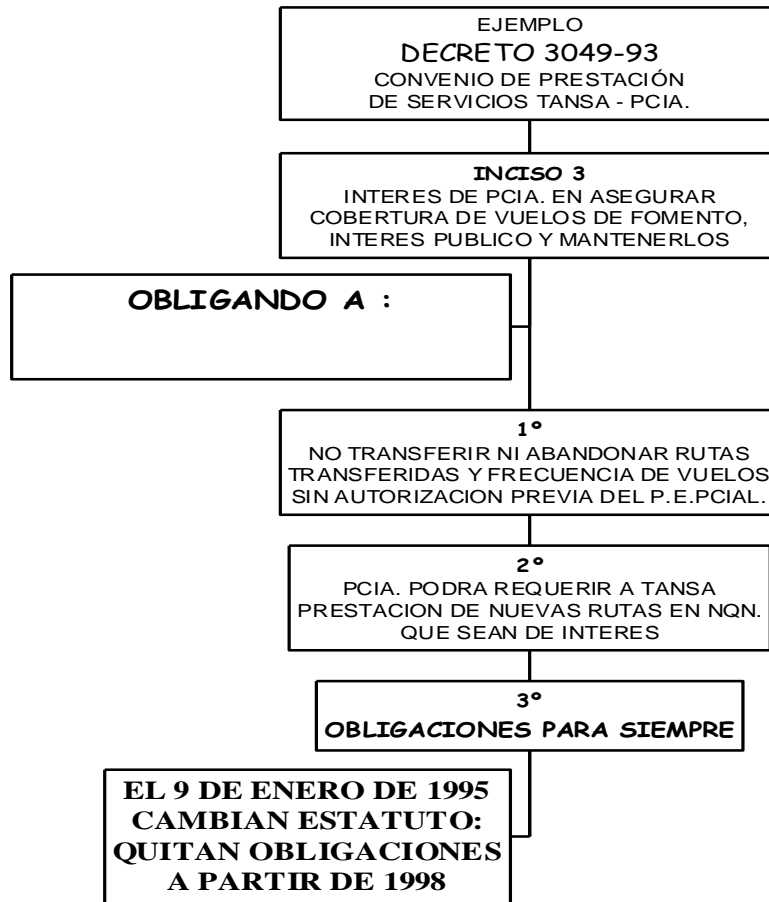 EJEMPLO
DECRETO 3049-93
CONVENIO DE PRESTACIÓN
DE SERVICIOS TANSA - PCIA.
INCISO 3
INTERES DE PCIA. EN ASEGURAR
COBERTURA DE VUELOS DE FOMENTO,
INTERES PUBLICO Y MANTENERLOS
OBLIGANDO A :
1º
NO TRANSFERIR NI ABANDONAR RUTAS
TRANSFERIDAS Y FRECUENCIA DE VUELOS
SIN AUTORIZACION PREVIA DEL P.E.PCIAL.
2º
PCIA. PODRA REQUERIR A TANSA
PRESTACION DE NUEVAS RUTAS EN NQN.
QUE SEAN DE INTERES
3º
OBLIGACIONES PARA SIEMPRE
EL 9 DE ENERO DE 1995
CAMBIAN ESTATUTO:
QUITAN OBLIGACIONES
A PARTIR DE 1998